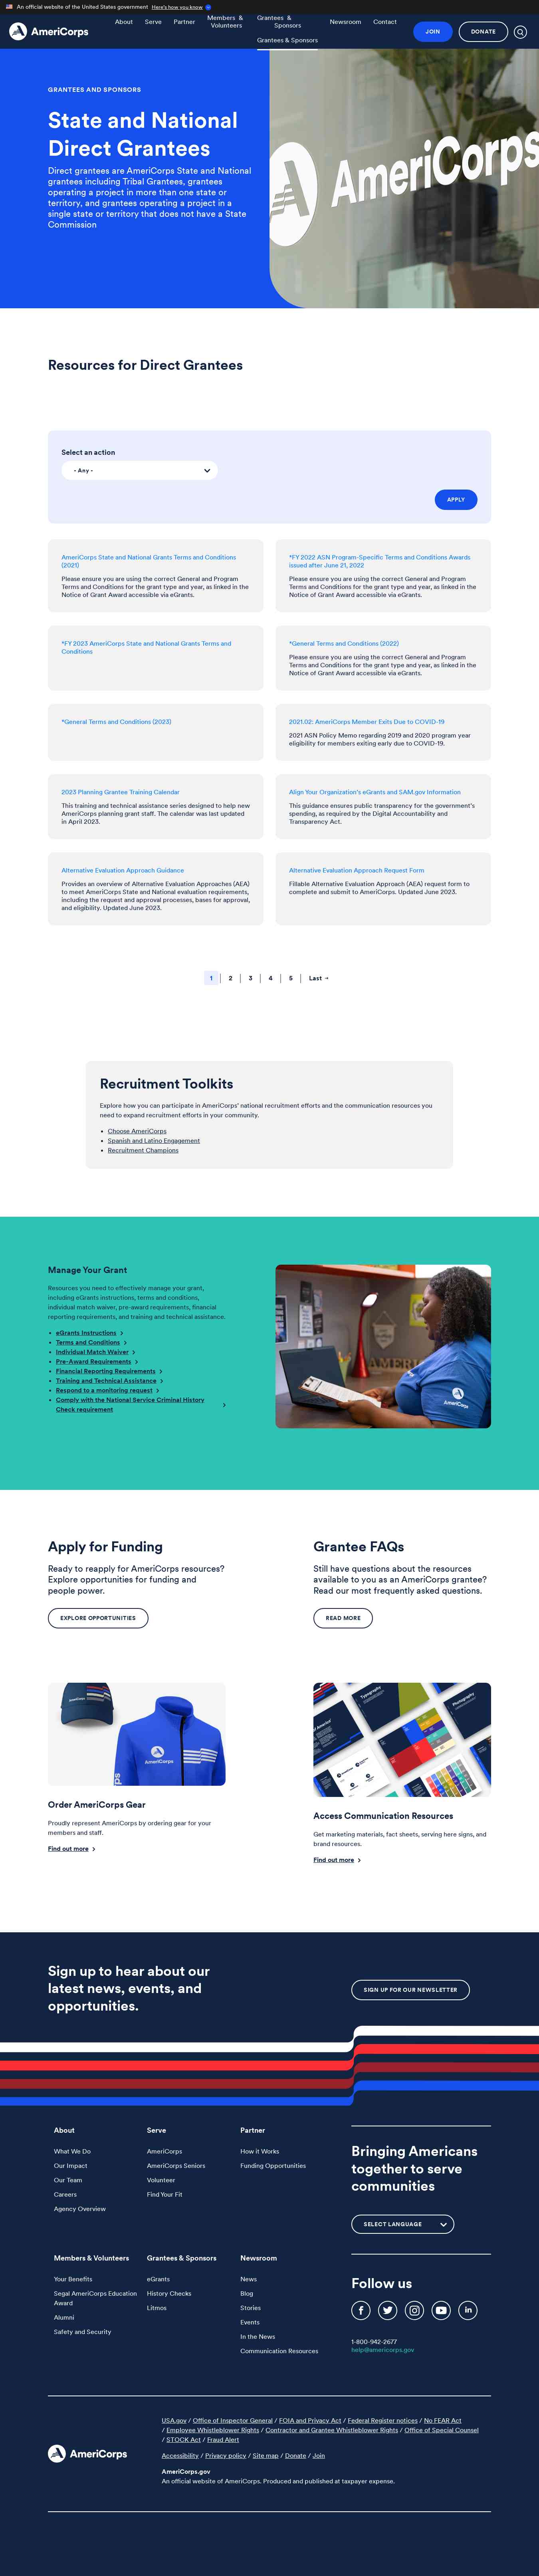 An official website of the United States government Here's how you know
AmeriCorps
About
Serve
Partner
Members &
Volunteers
Grantees &
Sponsors
Grantees & Sponsors
Newsroom
Contact
JOIN
DONATE
GRANTEES AND SPONSORS
State and National
Direct Grantees
Direct grantees are AmeriCorps State and National
grantees including Tribal Grantees, grantees
operating a project in more than one state or
territory, and grantees operating a project in a
single state or territory that does not have a State
Commission
AmeriCorps
Resources for Direct Grantees
Select an action
- Any -
APPLY
AmeriCorps State and National Grants Terms and Conditions
(2021)
Please ensure you are using the correct General and Program
Terms and Conditions for the grant type and year, as linked in the
Notice of Grant Award accessible via eGrants.
*FY 2022 ASN Program-Specific Terms and Conditions Awards
issued after June 21, 2022
Please ensure you are using the correct General and Program
Terms and Conditions for the grant type and year, as linked in the
Notice of Grant Award accessible via eGrants.
*FY 2023 AmeriCorps State and National Grants Terms and
Conditions
*General Terms and Conditions (2022)
Please ensure you are using the correct General and Program
Terms and Conditions for the grant type and year, as linked in the
Notice of Grant Award accessible via eGrants.
*General Terms and Conditions (2023)
2021.02: AmeriCorps Member Exits Due to COVID-19
2021 ASN Policy Memo regarding 2019 and 2020 program year
eligibility for members exiting early due to COVID-19.
2023 Planning Grantee Training Calendar
This training and technical assistance series designed to help new
AmeriCorps planning grant staff. The calendar was last updated
in April 2023.
Align Your Organization's eGrants and SAM.gov Information
This guidance ensures public transparency for the government's
spending, as required by the Digital Accountability and
Transparency Act.
Alternative Evaluation Approach Guidance
Provides an overview of Alternative Evaluation Approaches (AEA)
to meet AmeriCorps State and National evaluation requirements,
including the request and approval processes, bases for approval,
and eligibility. Updated June 2023.
Alternative Evaluation Approach Request Form
Fillable Alternative Evaluation Approach (AEA) request form to
complete and submit to AmeriCorps. Updated June 2023.
1 2 3 4 5 Last →
Recruitment Toolkits
Explore how you can participate in AmeriCorps' national recruitment efforts and the communication resources you
need to expand recruitment efforts in your community.
Choose AmeriCorps
Spanish and Latino Engagement
Recruitment Champions
Manage Your Grant
Resources you need to effectively manage your grant,
including eGrants instructions, terms and conditions,
individual match waiver, pre-award requirements, financial
reporting requirements, and training and technical assistance.
eGrants Instructions
Terms and Conditions
Individual Match Waiver
Pre-Award Requirements
Financial Reporting Requirements
Training and Technical Assistance
Respond to a monitoring request
Comply with the National Service Criminal History
Check requirement
AMERI
AmeriCorps
Apply for Funding
Ready to reapply for AmeriCorps resources?
Explore opportunities for funding and
people power.
EXPLORE OPPORTUNITIES
Grantee FAQs
Still have questions about the resources
available to you as an AmeriCorps grantee?
Read our most frequently asked questions.
READ MORE
AmeriCorps
AmeriCorps
Typography
Photography
Order AmeriCorps Gear
Proudly represent AmeriCorps by ordering gear for your
members and staff.
Find out more
Access Communication Resources
Get marketing materials, fact sheets, serving here signs, and
brand resources.
Find out more
Sign up to hear about our
latest news, events, and
opportunities.
SIGN UP FOR OUR NEWSLETTER
About
What We Do
Our Impact
Our Team
Careers
Agency Overview
Serve
AmeriCorps
AmeriCorps Seniors
Volunteer
Find Your Fit
Partner
How it Works
Funding Opportunities
Bringing Americans
together to serve
communities
SELECT LANGUAGE
Members & Volunteers
Your Benefits
Segal AmeriCorps Education
Award
Alumni
Safety and Security
Grantees & Sponsors
eGrants
History Checks
Litmos
Newsroom
News
Blog
Stories
Events
In the News
Communication Resources
Follow us
1-800-942-2677
help@americorps.gov
AmeriCorps
USA.gov / Office of Inspector General / FOIA and Privacy Act / Federal Register notices / No FEAR Act
/ Employee Whistleblower Rights / Contractor and Grantee Whistleblower Rights / Office of Special Counsel
/ STOCK Act / Fraud Alert
Accessibility / Privacy policy / Site map / Donate / Join
AmeriCorps.gov
An official website of AmeriCorps. Produced and published at taxpayer expense.